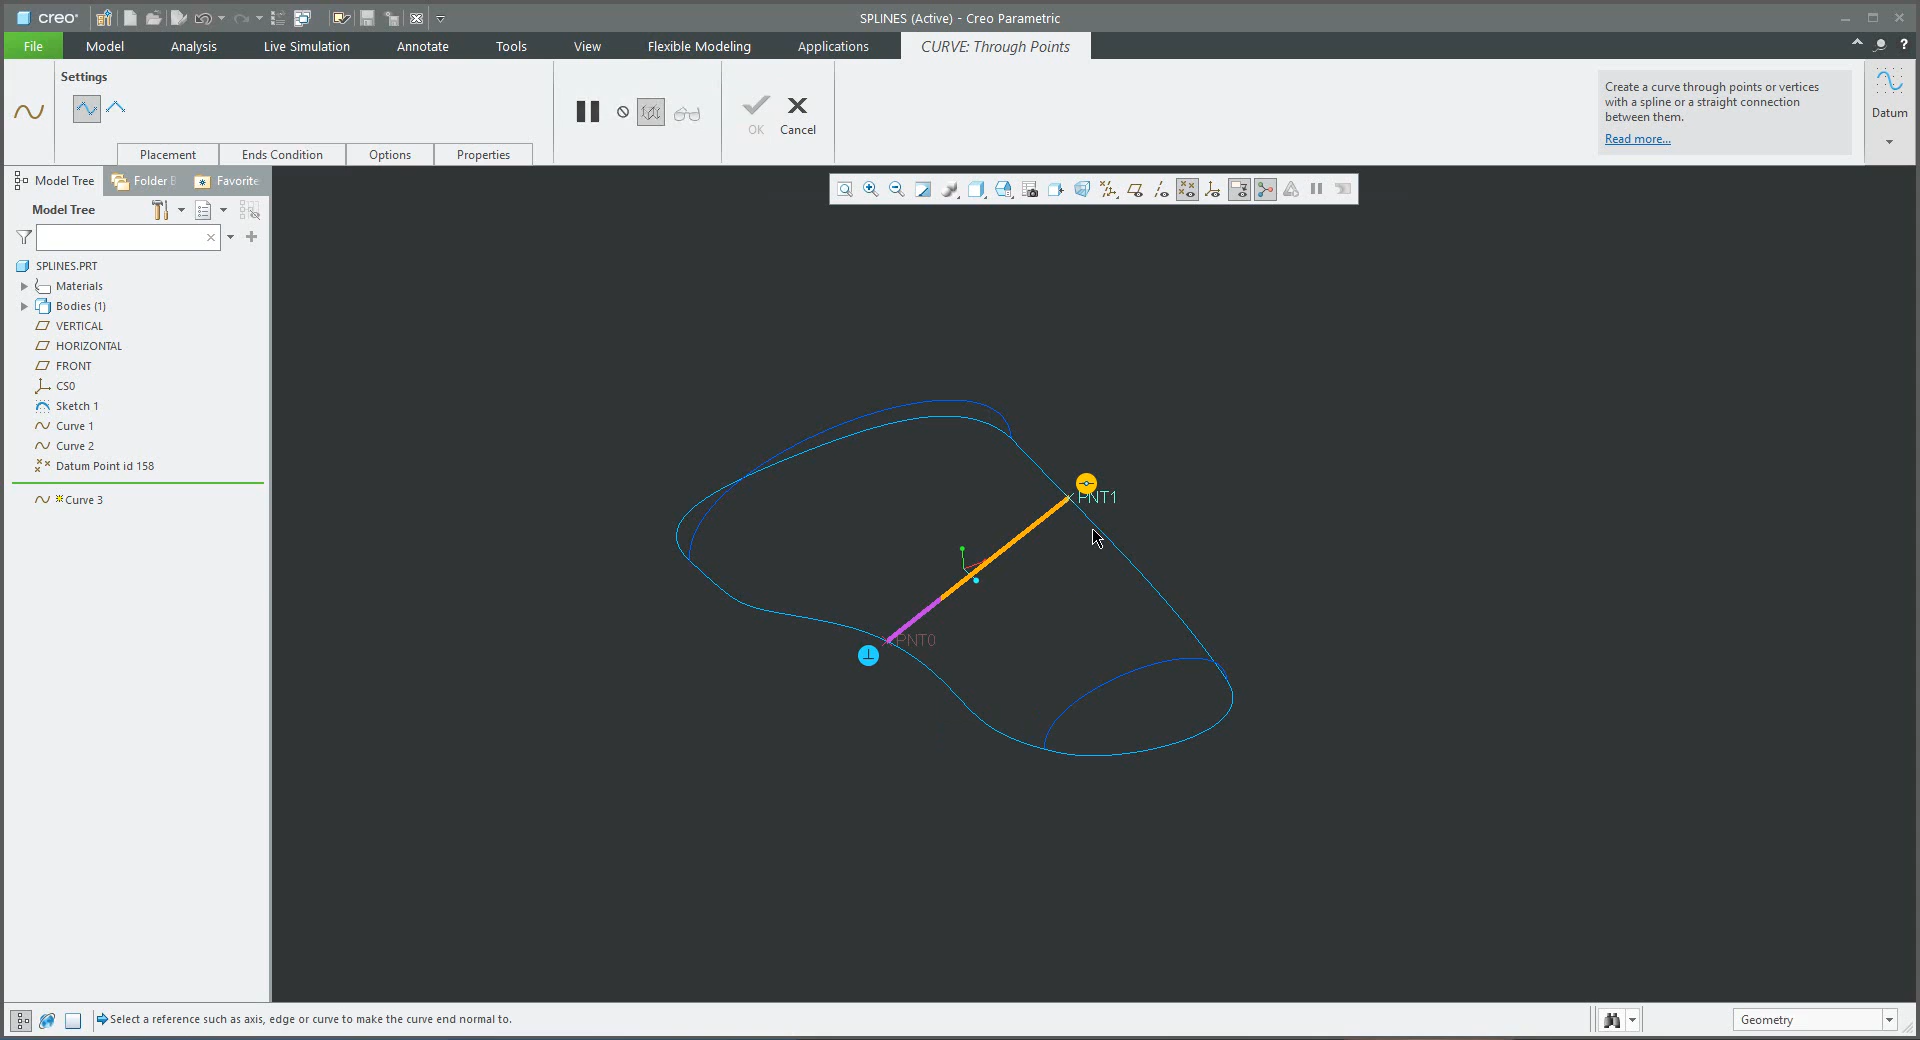 creo®
SPLINES (Active) - Creo Parametric
File
Model
Analysis
Live Simulation
Annotate
Tools
View
Flexible Modeling
Applications
CURVE: Through Points
Settings
OK
Cancel
Placement
Ends Condition
Options
Properties
Create a curve through points or vertices
with a spline or a straight connection
between them.
Read more...
Datum
Model Tree
Folder B
Favorite
Model Tree
SPLINES.PRT
Materials
Bodies (1)
VERTICAL
HORIZONTAL
FRONT
CS0
Sketch 1
Curve 1
Curve 2
Datum Point id 158
Curve 3
PNT1
PNT0
Select a reference such as axis, edge or curve to make the curve end normal to.
Geometry